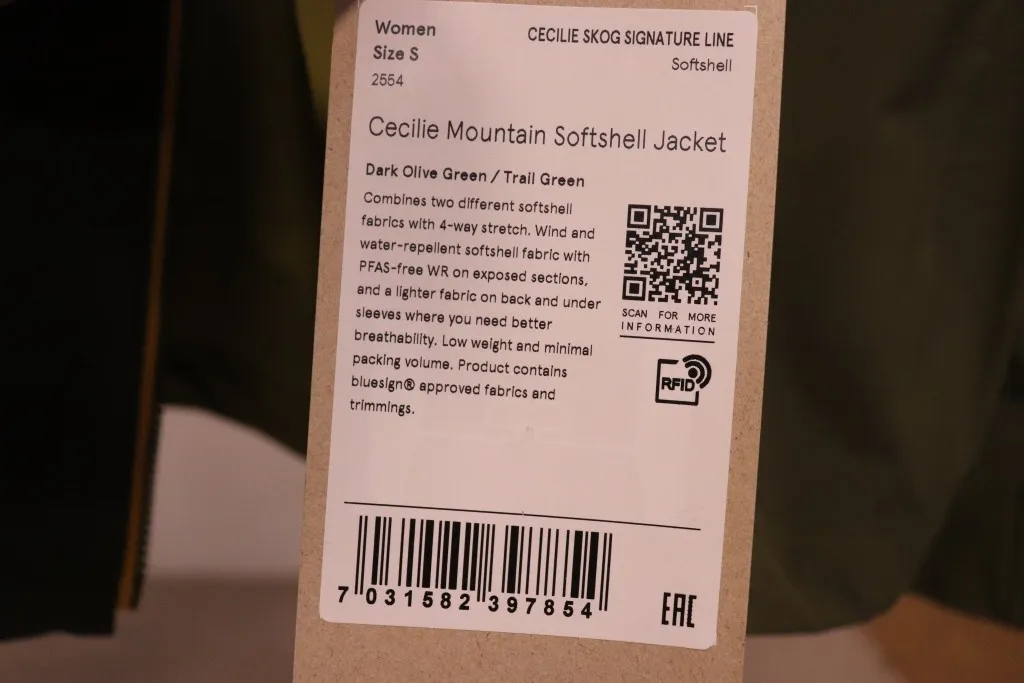 Women
Size S
2554
CECILIE SKOG SIGNATURE LINE
Softshell
Cecilie Mountain Softshell Jacket
Dark Olive Green / Trail Green
Combines two different softshell
fabrics with 4-way stretch. Wind and
water-repellent softshell fabric with
PFAS-free WR on exposed sections,
and a lighter fabric on back and under
sleeves where you need better
breathability. Low weight and minimal
packing volume. Product contains
bluesign® approved fabrics and
trimmings.
SCAN FOR MORE
INFORMATION
RFID
7 031582 397854
EAC